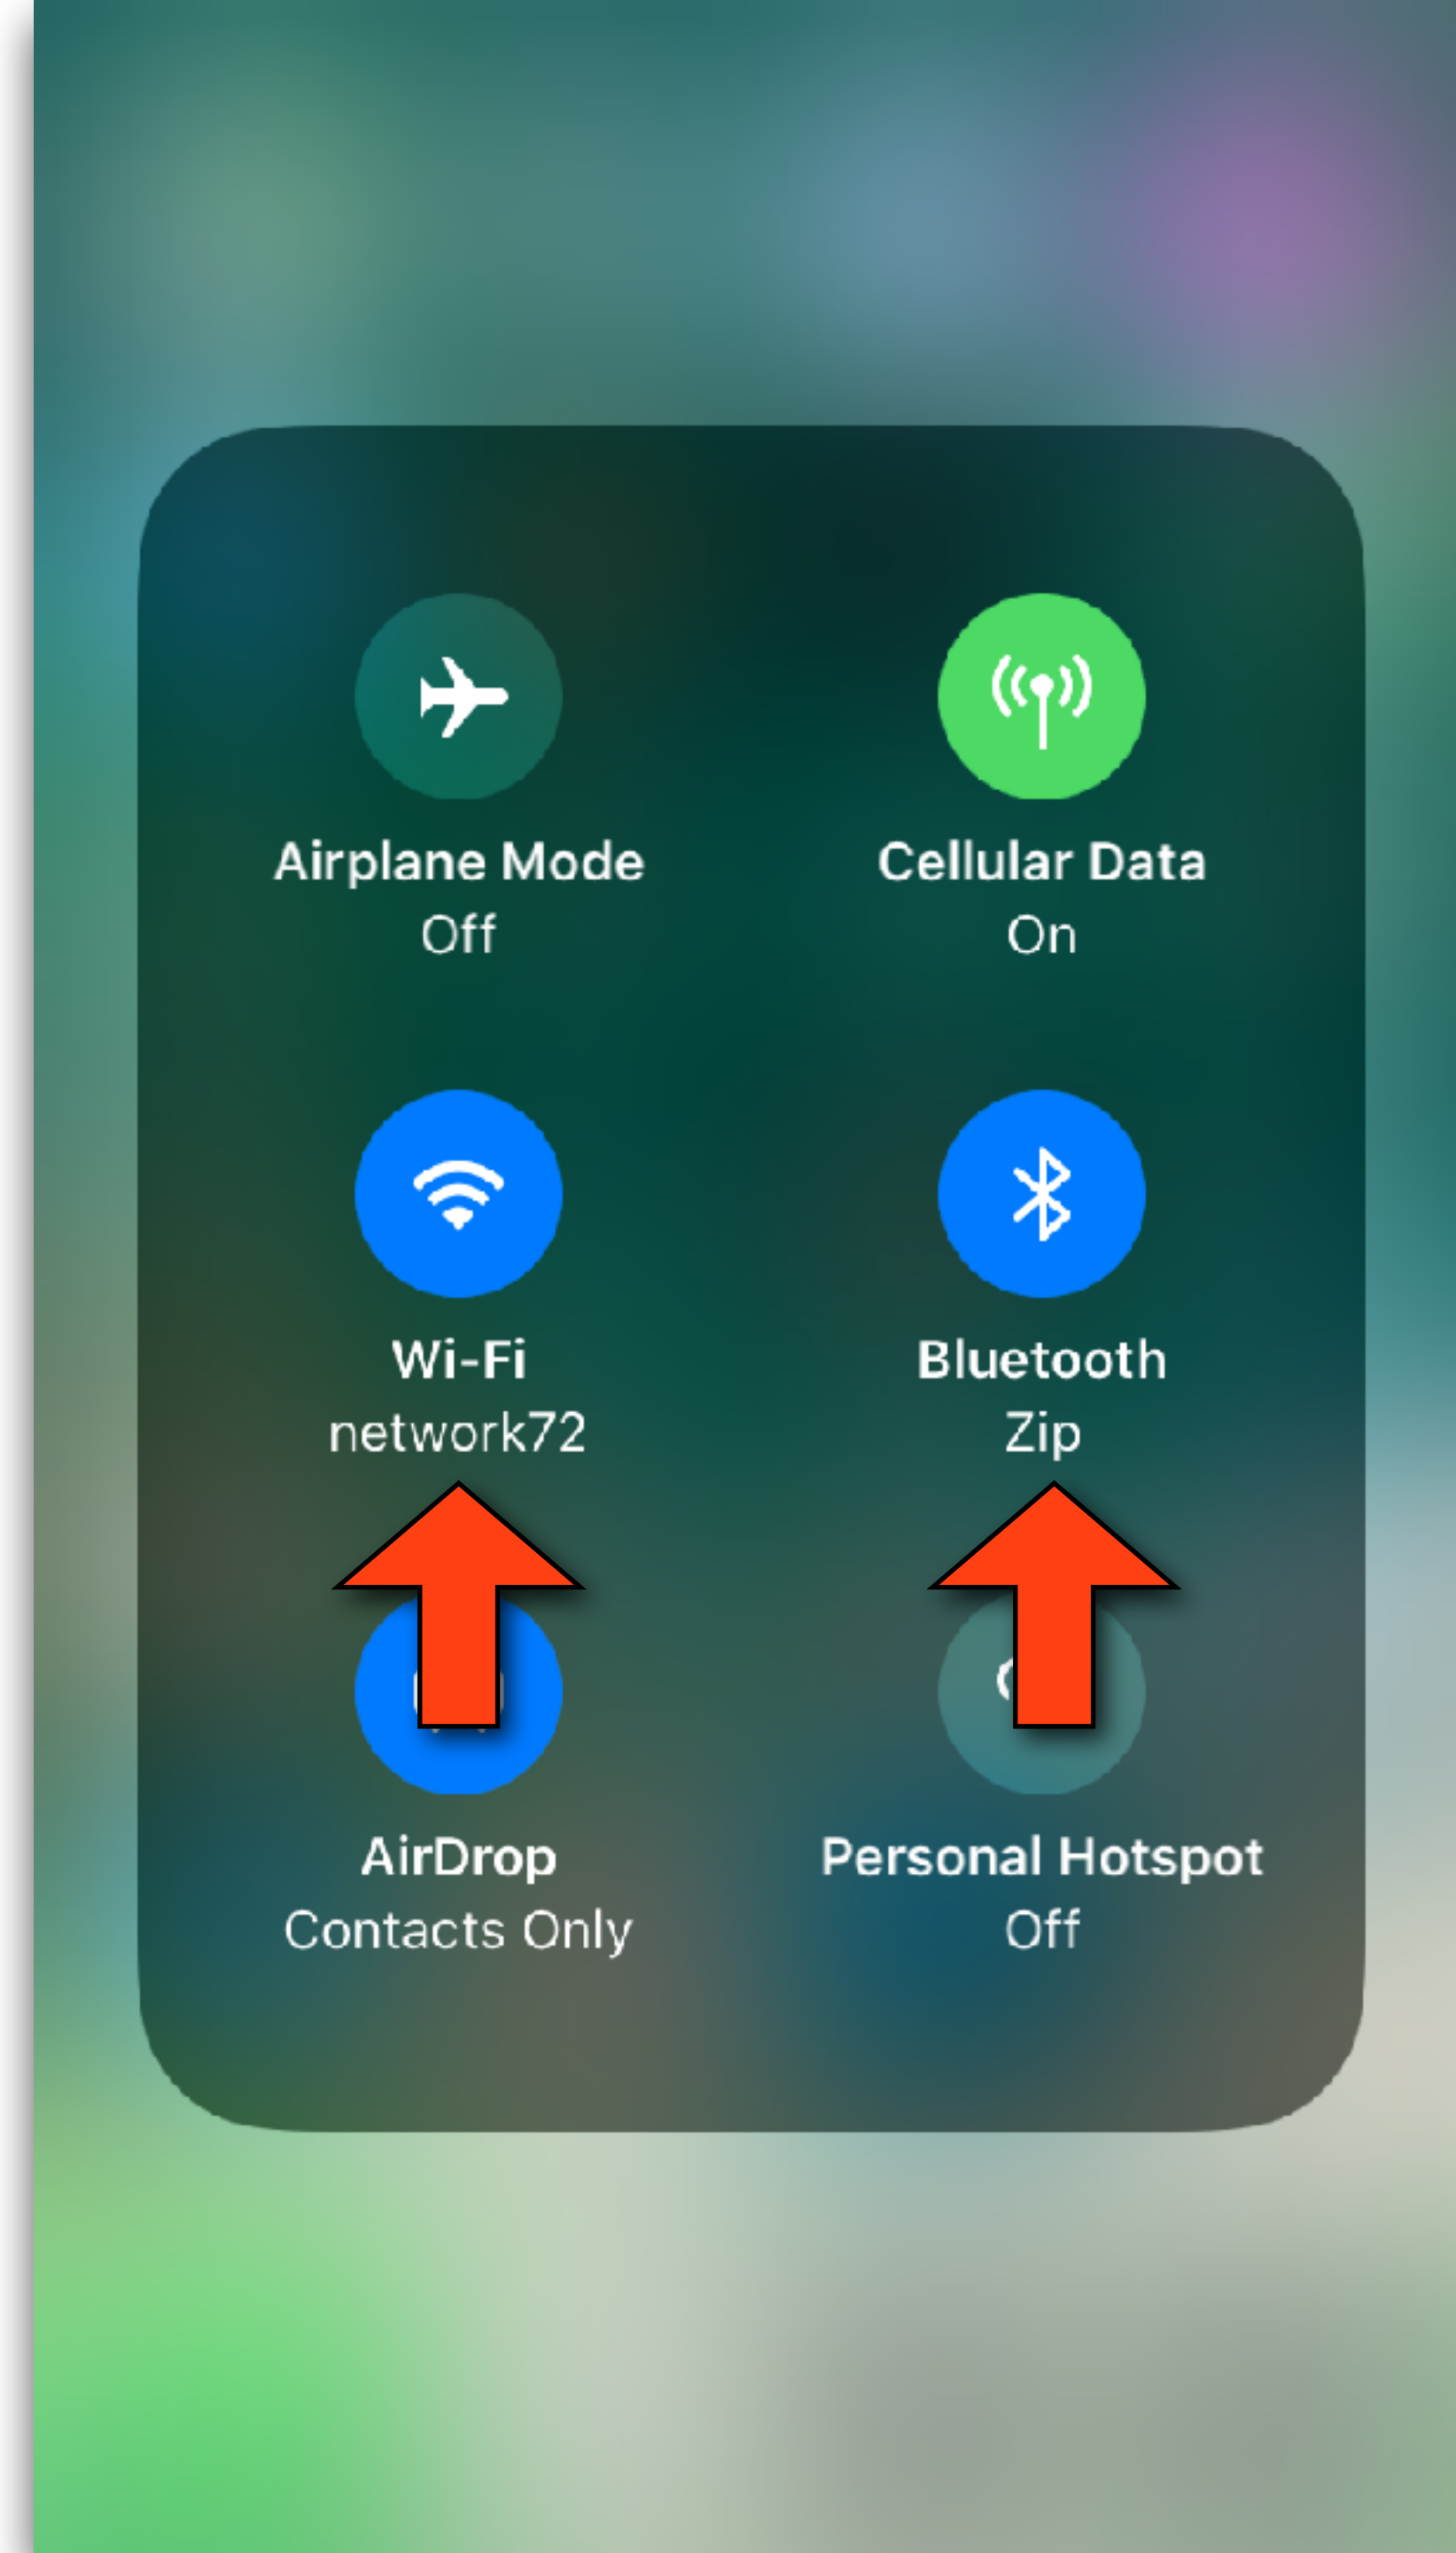 Airplane Mode
Off
Cellular Data
On
Wi-Fi
network72
Bluetooth
Zip
AirDrop
Contacts Only
Personal Hotspot
Off